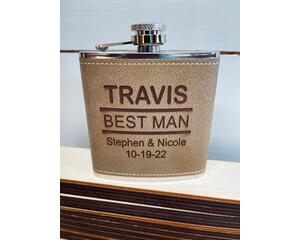 TRAVIS
BEST MAN
Stephen & Nicole
10-19-22